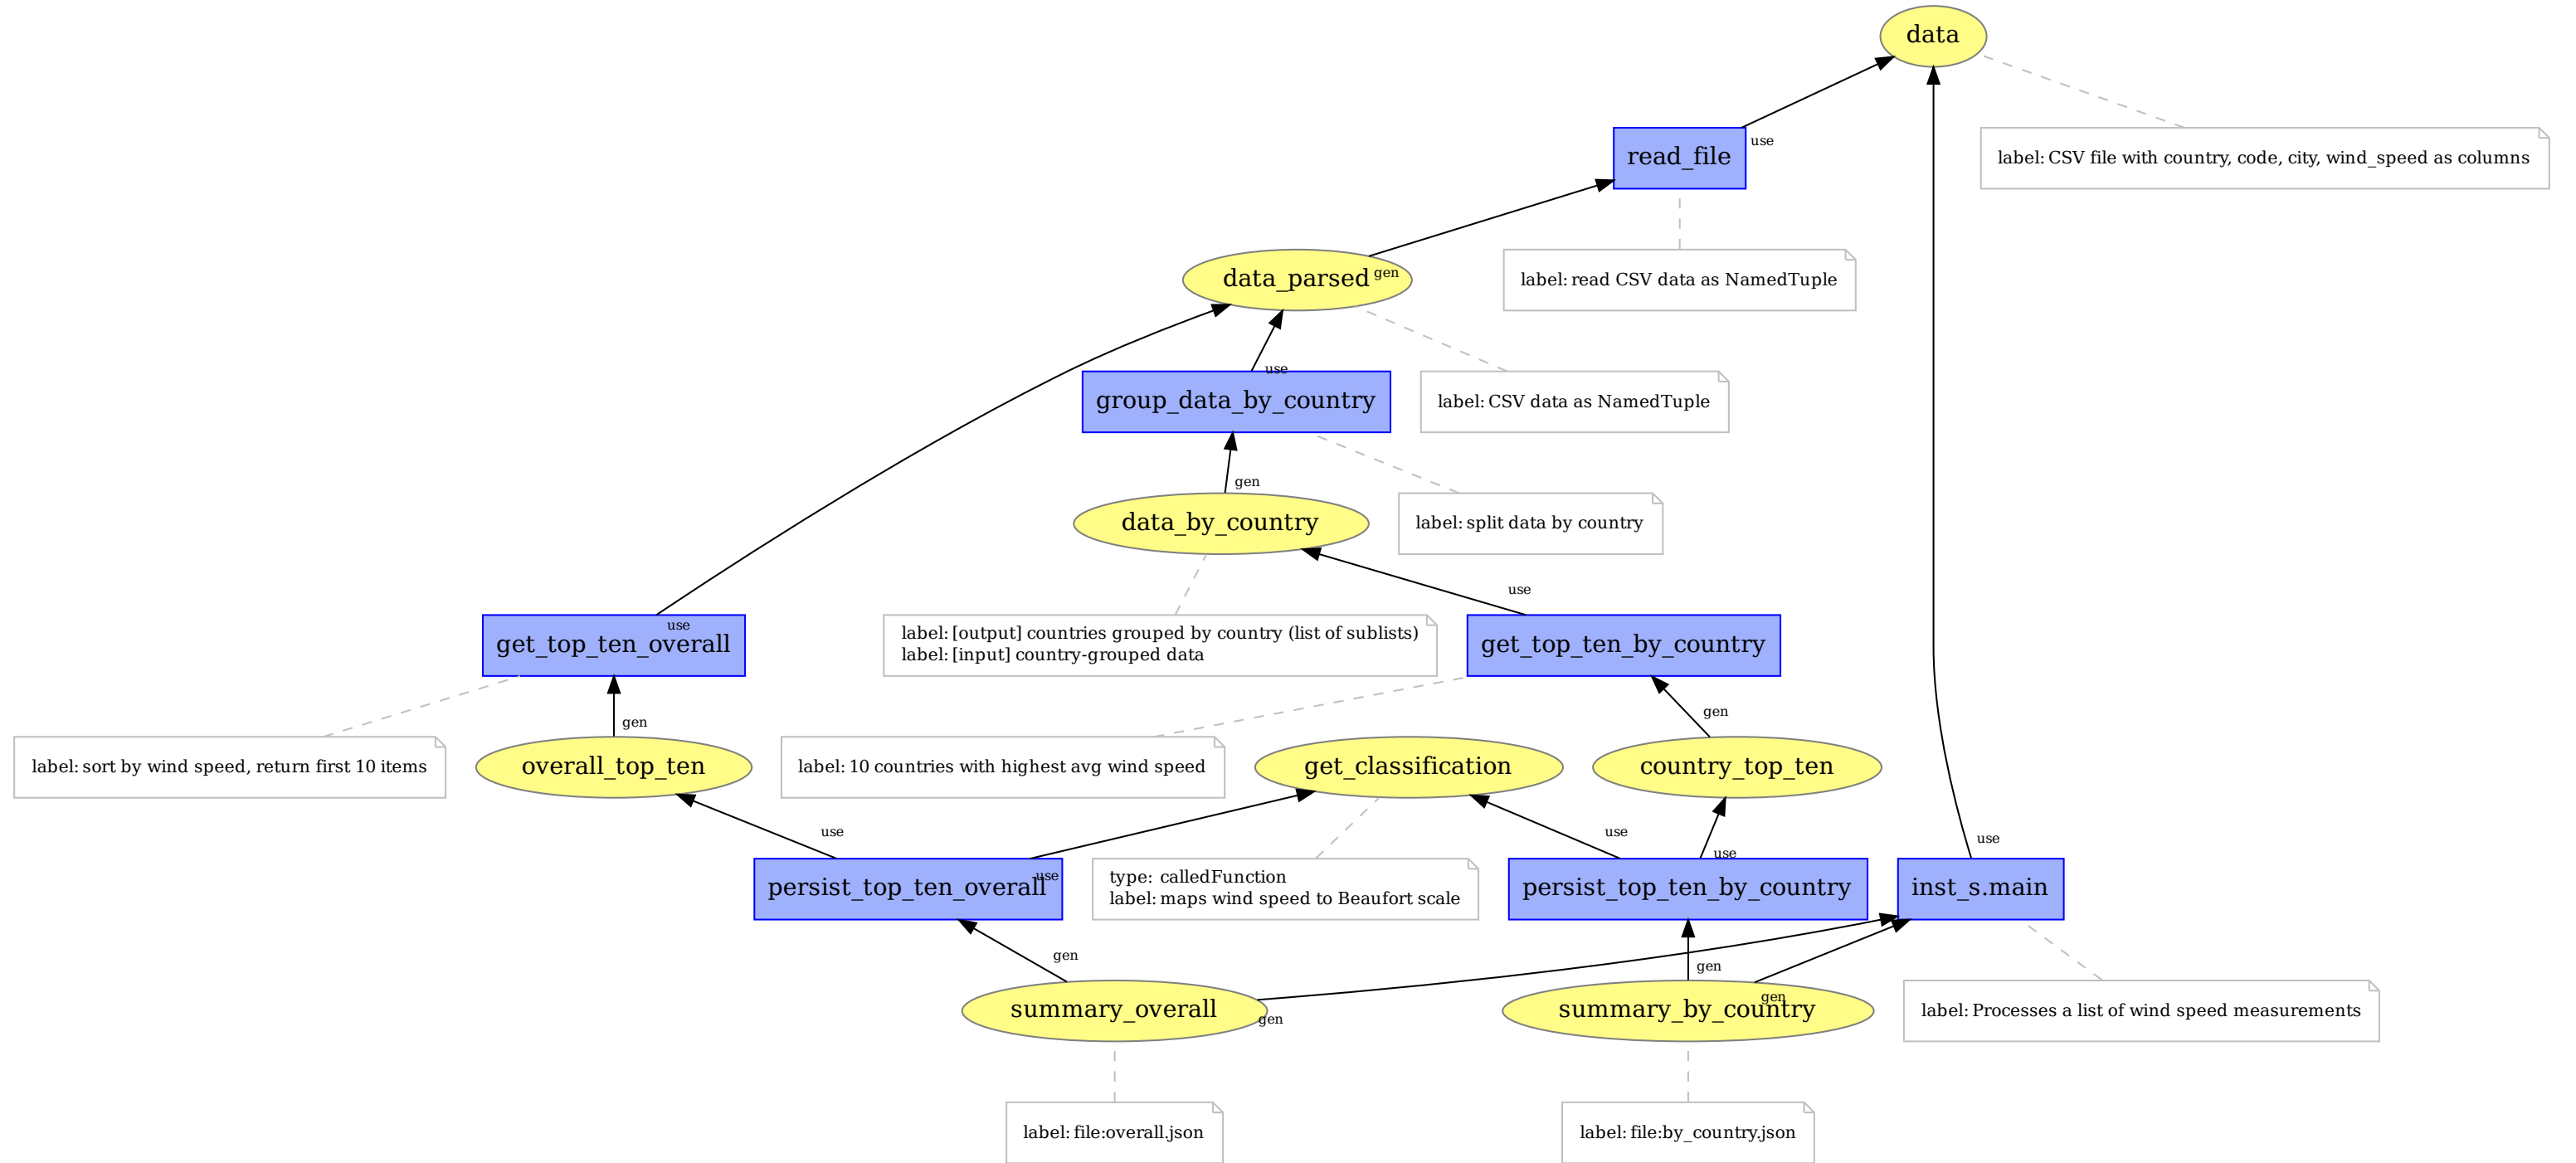 data
use
read_file
label: CSV file with country, code, city, wind_speed as columns
data_parsed
gen
label: read CSV data as NamedTuple
use
group_data_by_country
label: CSV data as NamedTuple
gen
data_by_country
label: split data by country
use
use
get_top_ten_overall
label: [output] countries grouped by country (list of sublists)
label: [input] country-grouped data
get_top_ten_by_country
gen
gen
label: sort by wind speed, return first 10 items
overall_top_ten
label: 10 countries with highest avg wind speed
get_classification
country_top_ten
use
use
use
use
use
persist_top_ten_overall
type: calledFunction
label: maps wind speed to Beaufort scale
persist_top_ten_by_country
inst_s.main
gen
gen
gen
gen
summary_overall
summary_by_country
label: Processes a list of wind speed measurements
label: file:overall.json
label: file:by_country.json